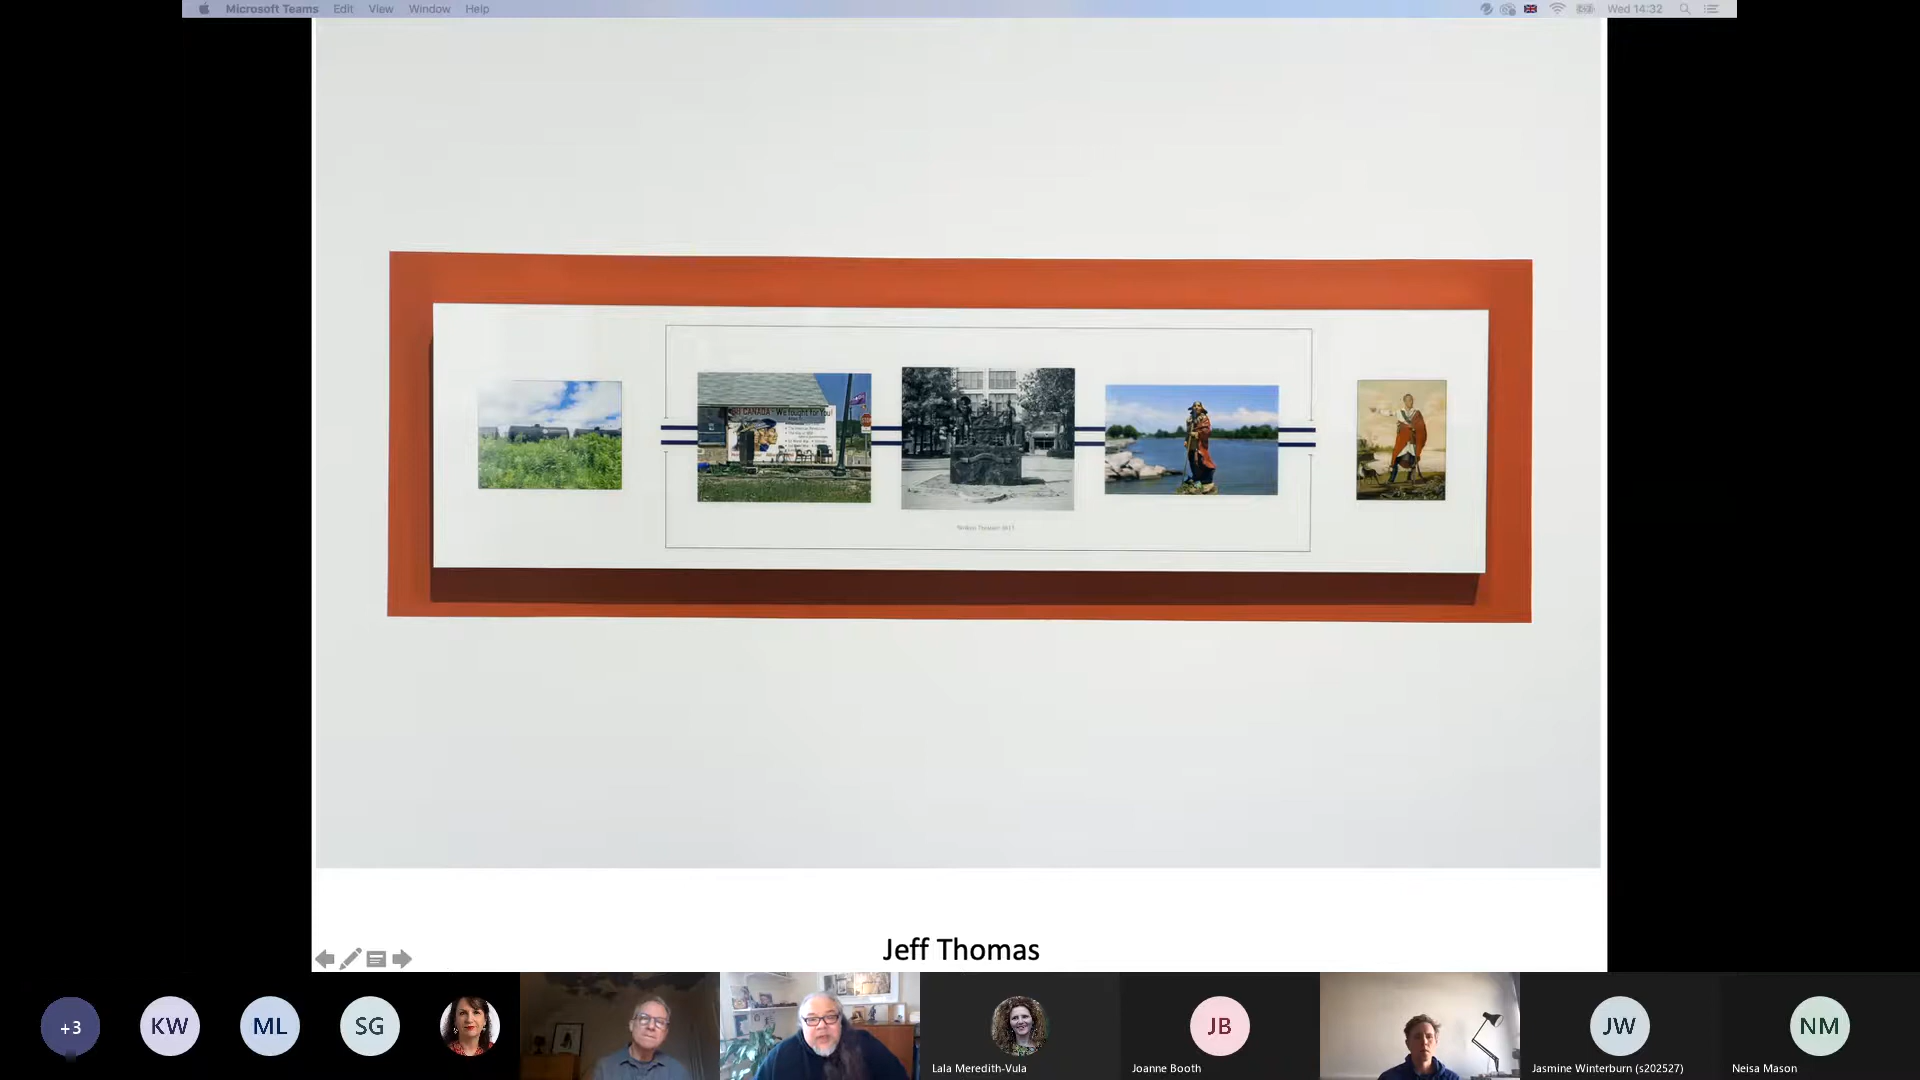 Microsoft Teams Edit View Window Help Wed 14:32
CANADA - We fought for You!
Jeff Thomas
+3
KW
ML
SG
JB
JW
NM
Lala Meredith-Vula
Joanne Booth
Jasmine Winterburn (s202527)
Neisa Mason